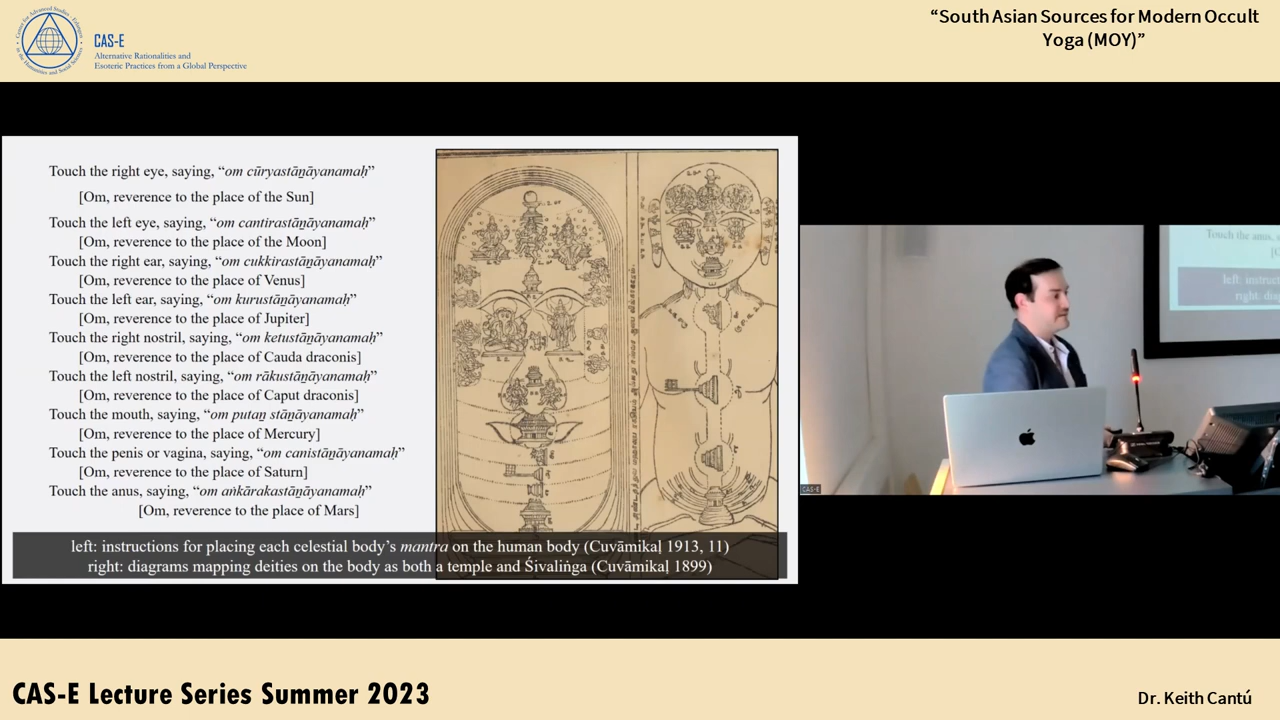 CAS-E
Alternative Rationalities and
Esoteric Practices from a Global Perspective
“South Asian Sources for Modern Occult
Yoga (MOY)”
Touch the right eye, saying, “om cūryastāṉāyanamaḥ”
[Om, reverence to the place of the Sun]
Touch the left eye, saying, “om cantirastāṉāyanamaḥ”
[Om, reverence to the place of the Moon]
Touch the right ear, saying, “om cukkirastāṉāyanamaḥ”
[Om, reverence to the place of Venus]
Touch the left ear, saying, “om kurustāṉāyanamaḥ”
[Om, reverence to the place of Jupiter]
Touch the right nostril, saying, “om ketustāṉāyanamaḥ”
[Om, reverence to the place of Cauda draconis]
Touch the left nostril, saying, “om rākustāṉāyanamaḥ”
[Om, reverence to the place of Caput draconis]
Touch the mouth, saying, “om putaṉ stāṉāyanamaḥ”
[Om, reverence to the place of Mercury]
Touch the penis or vagina, saying, “om canistāṉāyanamaḥ”
[Om, reverence to the place of Saturn]
Touch the anus, saying, “om aṅkārakastāṉāyanamaḥ”
[Om, reverence to the place of Mars]
left: instructions for placing each celestial body’s mantra on the human body (Cuvāmikaḷ 1913, 11)
right: diagrams mapping deities on the body as both a temple and Śivaliṅga (Cuvāmikaḷ 1899)
Touch the anus,
left: instruc
right: dia
CAS-E
CAS-E Lecture Series Summer 2023
Dr. Keith Cantú